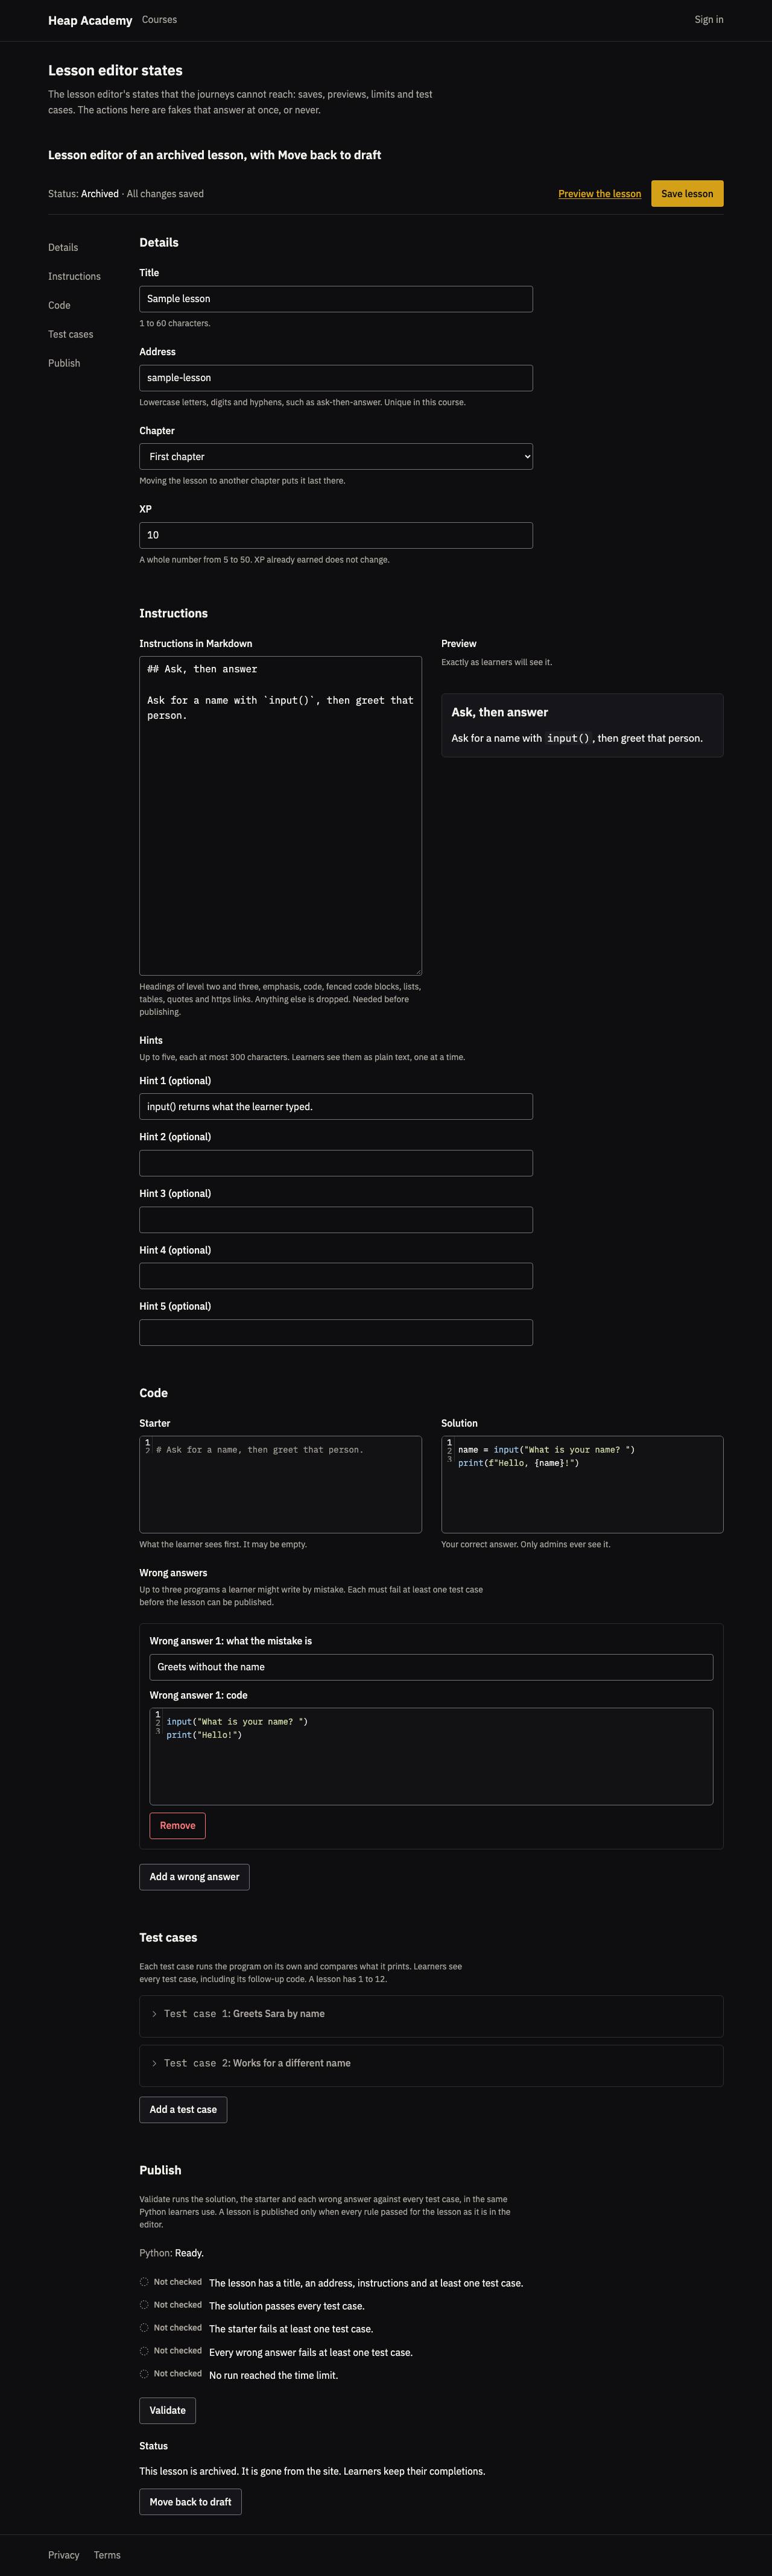 Heap Academy Courses Sign in
Lesson editor states
The lesson editor's states that the journeys cannot reach: saves, previews, limits and test
cases. The actions here are fakes that answer at once, or never.
Lesson editor of an archived lesson, with Move back to draft
Status: Archived · All changes saved Preview the lesson Save lesson
Details
Instructions
Code
Test cases
Publish
Details
Title
Sample lesson
1 to 60 characters.
Address
sample-lesson
Lowercase letters, digits and hyphens, such as ask-then-answer. Unique in this course.
Chapter
First chapter
Moving the lesson to another chapter puts it last there.
XP
10
A whole number from 5 to 50. XP already earned does not change.
Instructions
Instructions in Markdown
## Ask, then answer
Ask for a name with `input()`, then greet that
person.
Headings of level two and three, emphasis, code, fenced code blocks, lists,
tables, quotes and https links. Anything else is dropped. Needed before
publishing.
Preview
Exactly as learners will see it.
Ask, then answer
Ask for a name with input(), then greet that person.
Hints
Up to five, each at most 300 characters. Learners see them as plain text, one at a time.
Hint 1 (optional)
input() returns what the learner typed.
Hint 2 (optional)
Hint 3 (optional)
Hint 4 (optional)
Hint 5 (optional)
Code
Starter
1
2
# Ask for a name, then greet that person.
What the learner sees first. It may be empty.
Solution
1
2
3
name = input("What is your name? ")
print(f"Hello, {name}!")
Your correct answer. Only admins ever see it.
Wrong answers
Up to three programs a learner might write by mistake. Each must fail at least one test case
before the lesson can be published.
Wrong answer 1: what the mistake is
Greets without the name
Wrong answer 1: code
1
2
3
input("What is your name? ")
print("Hello!")
Remove
Add a wrong answer
Test cases
Each test case runs the program on its own and compares what it prints. Learners see
every test case, including its follow-up code. A lesson has 1 to 12.
Test case 1: Greets Sara by name
Test case 2: Works for a different name
Add a test case
Publish
Validate runs the solution, the starter and each wrong answer against every test case, in the same
Python learners use. A lesson is published only when every rule passed for the lesson as it is in the
editor.
Python: Ready.
Not checked The lesson has a title, an address, instructions and at least one test case.
Not checked The solution passes every test case.
Not checked The starter fails at least one test case.
Not checked Every wrong answer fails at least one test case.
Not checked No run reached the time limit.
Validate
Status
This lesson is archived. It is gone from the site. Learners keep their completions.
Move back to draft
Privacy Terms